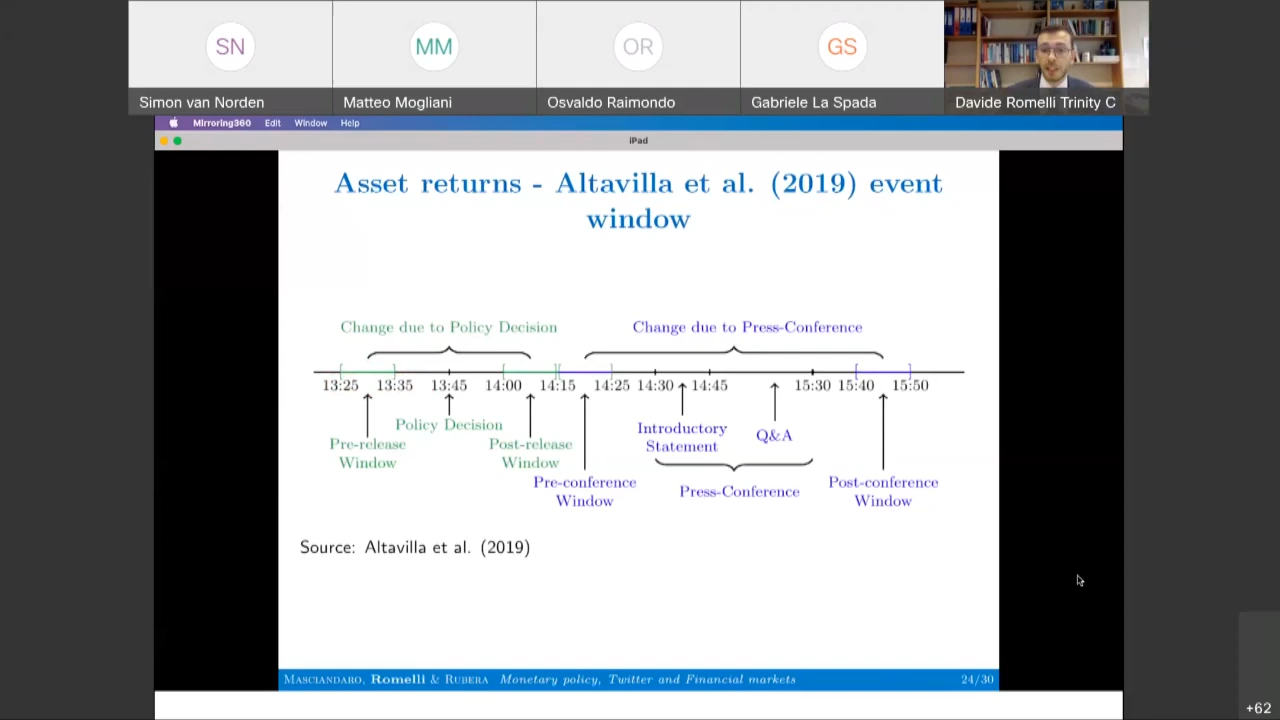 SN
MM
OR
GS
Simon van Norden
Matteo Mogliani
Osvaldo Raimondo
Gabriele La Spada
Davide Romelli Trinity C
Mirroring360 Edit Window Help
iPad
Asset returns - Altavilla et al. (2019) event
window
Change due to Policy Decision
Change due to Press-Conference
13:25 13:35 13:45 14:00 14:15 14:25 14:30 14:45 15:30 15:40 15:50
Policy Decision
Pre-release
Window
Post-release
Window
Introductory
Statement
Q&A
Pre-conference
Window
Press-Conference
Post-conference
Window
Source: Altavilla et al. (2019)
Masciandaro, Romelli & Rubera Monetary policy, Twitter and Financial markets 24/30
+62